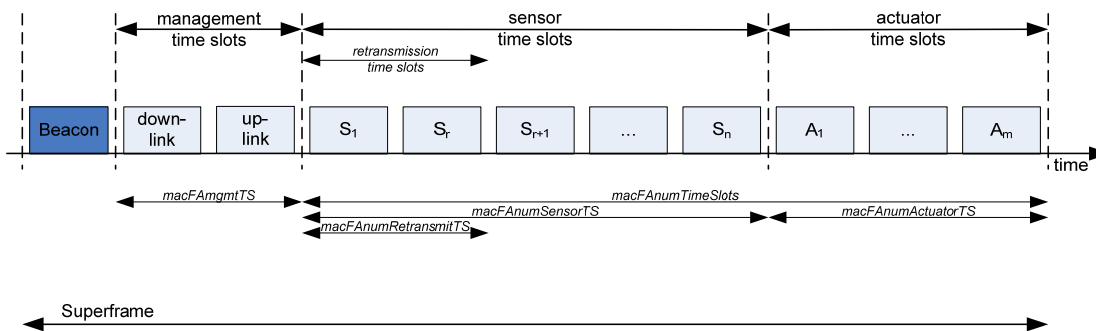 management
time slots
sensor
time slots
actuator
time slots
retransmission
time slots
Beacon
down-
link
up-
link
S1
Sr
Sr+1
...
Sn
A1
...
Am
time
macFAmgmtTS
macFAnumTimeSlots
macFAnumSensorTS
macFAnumActuatorTS
macFAnumRetransmitTS
Superframe